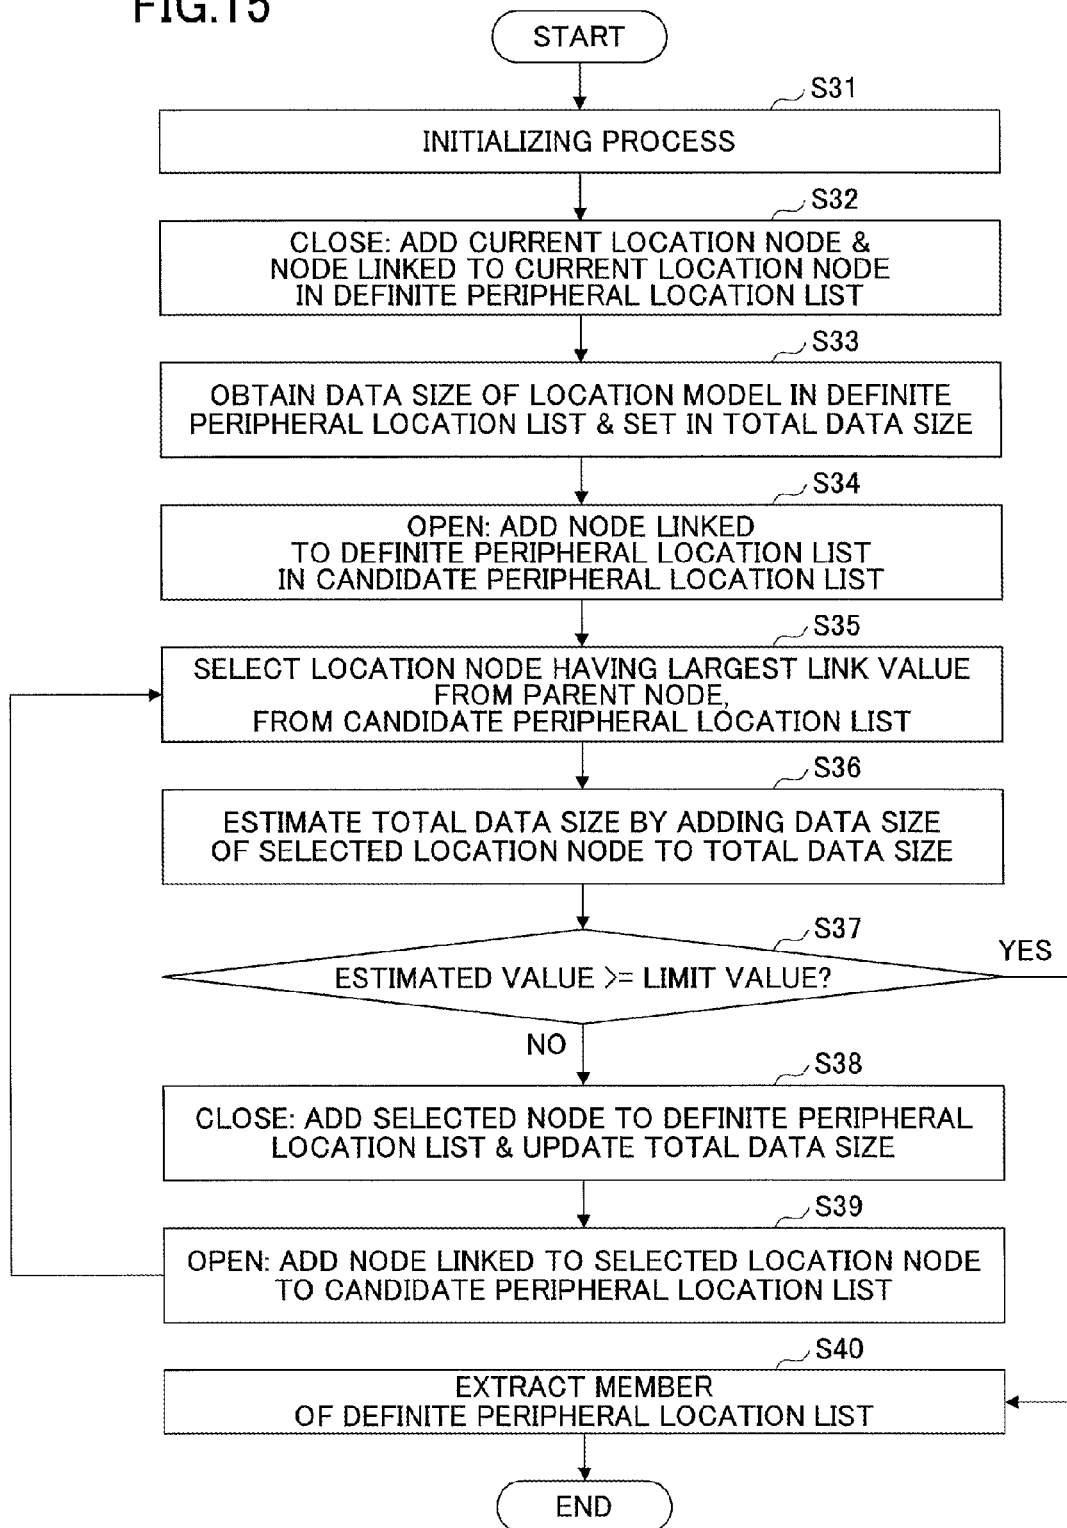 FIG.15
START
S31
INITIALIZING PROCESS
S32
CLOSE: ADD CURRENT LOCATION NODE &
NODE LINKED TO CURRENT LOCATION NODE
IN DEFINITE PERIPHERAL LOCATION LIST
S33
OBTAIN DATA SIZE OF LOCATION MODEL IN DEFINITE
PERIPHERAL LOCATION LIST & SET IN TOTAL DATA SIZE
S34
OPEN: ADD NODE LINKED
TO DEFINITE PERIPHERAL LOCATION LIST
IN CANDIDATE PERIPHERAL LOCATION LIST
S35
SELECT LOCATION NODE HAVING LARGEST LINK VALUE
FROM PARENT NODE,
FROM CANDIDATE PERIPHERAL LOCATION LIST
S36
ESTIMATE TOTAL DATA SIZE BY ADDING DATA SIZE
OF SELECTED LOCATION NODE TO TOTAL DATA SIZE
S37
YES
ESTIMATED VALUE >= LIMIT VALUE?
NO
S38
CLOSE: ADD SELECTED NODE TO DEFINITE PERIPHERAL
LOCATION LIST & UPDATE TOTAL DATA SIZE
S39
OPEN: ADD NODE LINKED TO SELECTED LOCATION NODE
TO CANDIDATE PERIPHERAL LOCATION LIST
S40
EXTRACT MEMBER
OF DEFINITE PERIPHERAL LOCATION LIST
END